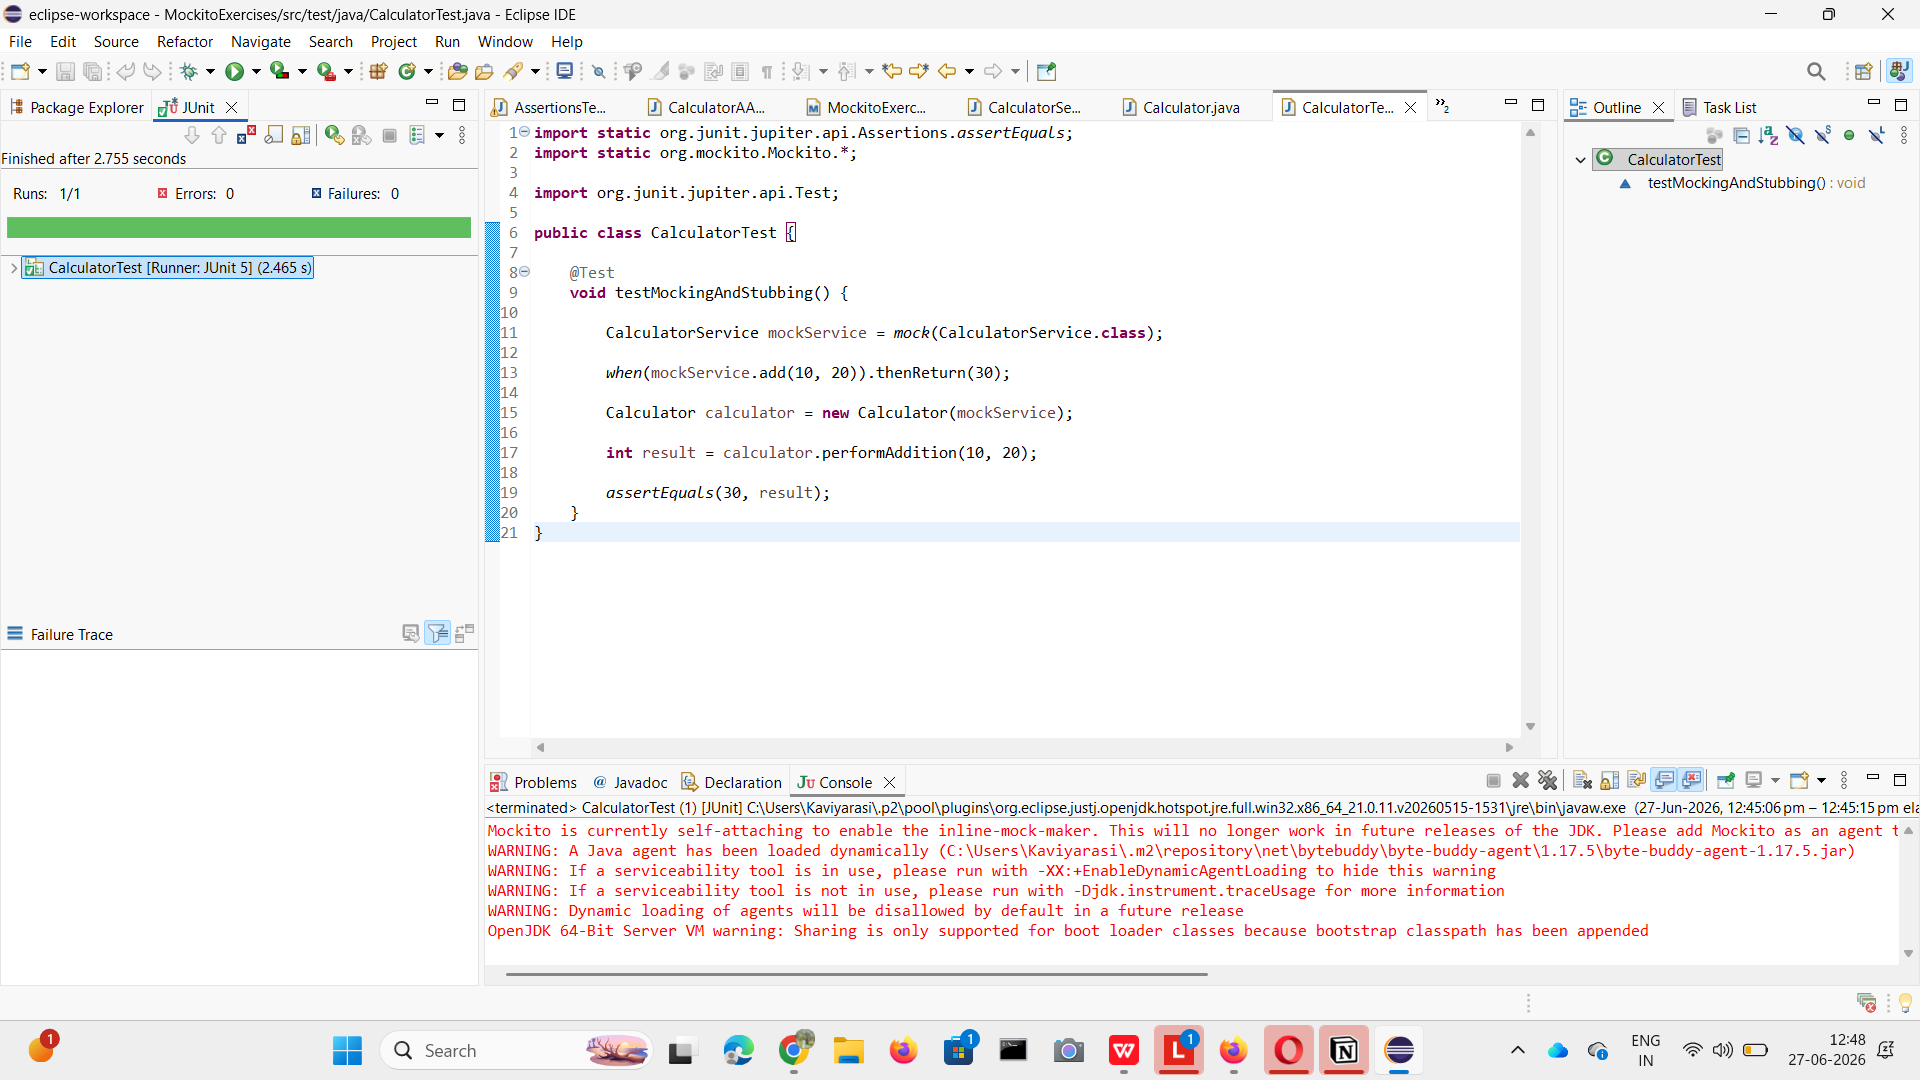 eclipse-workspace - MockitoExercises/src/test/java/CalculatorTest.java - Eclipse IDE
File Edit Source Refactor Navigate Search Project Run Window Help
Package Explorer JUnit
Finished after 2.755 seconds
Runs: 1/1 Errors: 0 Failures: 0
CalculatorTest [Runner: JUnit 5] (2.465 s)
Failure Trace
AssertionsTe... CalculatorAA... MockitoExerc... CalculatorSe... Calculator.java CalculatorTe... »2
1 import static org.junit.jupiter.api.Assertions.assertEquals;
2 import static org.mockito.Mockito.*;
3
4 import org.junit.jupiter.api.Test;
5
6 public class CalculatorTest {
7
8 @Test
9 void testMockingAndStubbing() {
10
11 CalculatorService mockService = mock(CalculatorService.class);
12
13 when(mockService.add(10, 20)).thenReturn(30);
14
15 Calculator calculator = new Calculator(mockService);
16
17 int result = calculator.performAddition(10, 20);
18
19 assertEquals(30, result);
20 }
21 }
Outline Task List
CalculatorTest
testMockingAndStubbing() : void
Problems Javadoc Declaration Console
<terminated> CalculatorTest (1) [JUnit] C:\Users\Kaviyarasi\.p2\pool\plugins\org.eclipse.justj.openjdk.hotspot.jre.full.win32.x86_64_21.0.11.v20260515-1531\jre\bin\javaw.exe (27-Jun-2026, 12:45:06 pm – 12:45:15 pm ela
Mockito is currently self-attaching to enable the inline-mock-maker. This will no longer work in future releases of the JDK. Please add Mockito as an agent t
WARNING: A Java agent has been loaded dynamically (C:\Users\Kaviyarasi\.m2\repository\net\bytebuddy\byte-buddy-agent\1.17.5\byte-buddy-agent-1.17.5.jar)
WARNING: If a serviceability tool is in use, please run with -XX:+EnableDynamicAgentLoading to hide this warning
WARNING: If a serviceability tool is not in use, please run with -Djdk.instrument.traceUsage for more information
WARNING: Dynamic loading of agents will be disallowed by default in a future release
OpenJDK 64-Bit Server VM warning: Sharing is only supported for boot loader classes because bootstrap classpath has been appended
1
Search
1
1
ENG
IN
12:48
27-06-2026